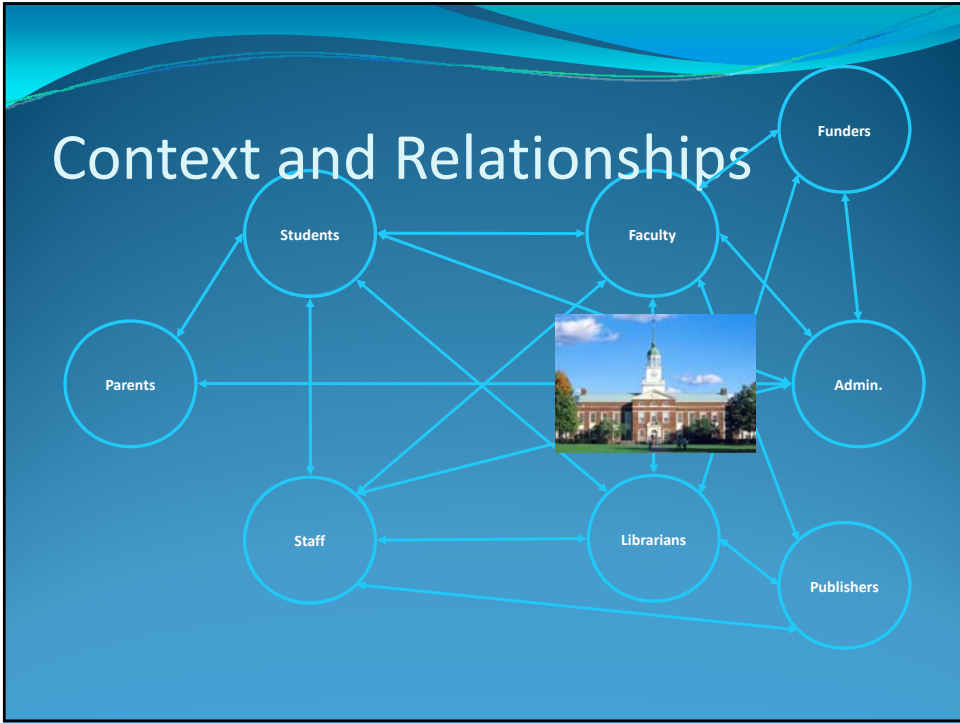 Context and Relationships
Funders
Students
Faculty
Parents
Admin.
Staff
Librarians
Publishers